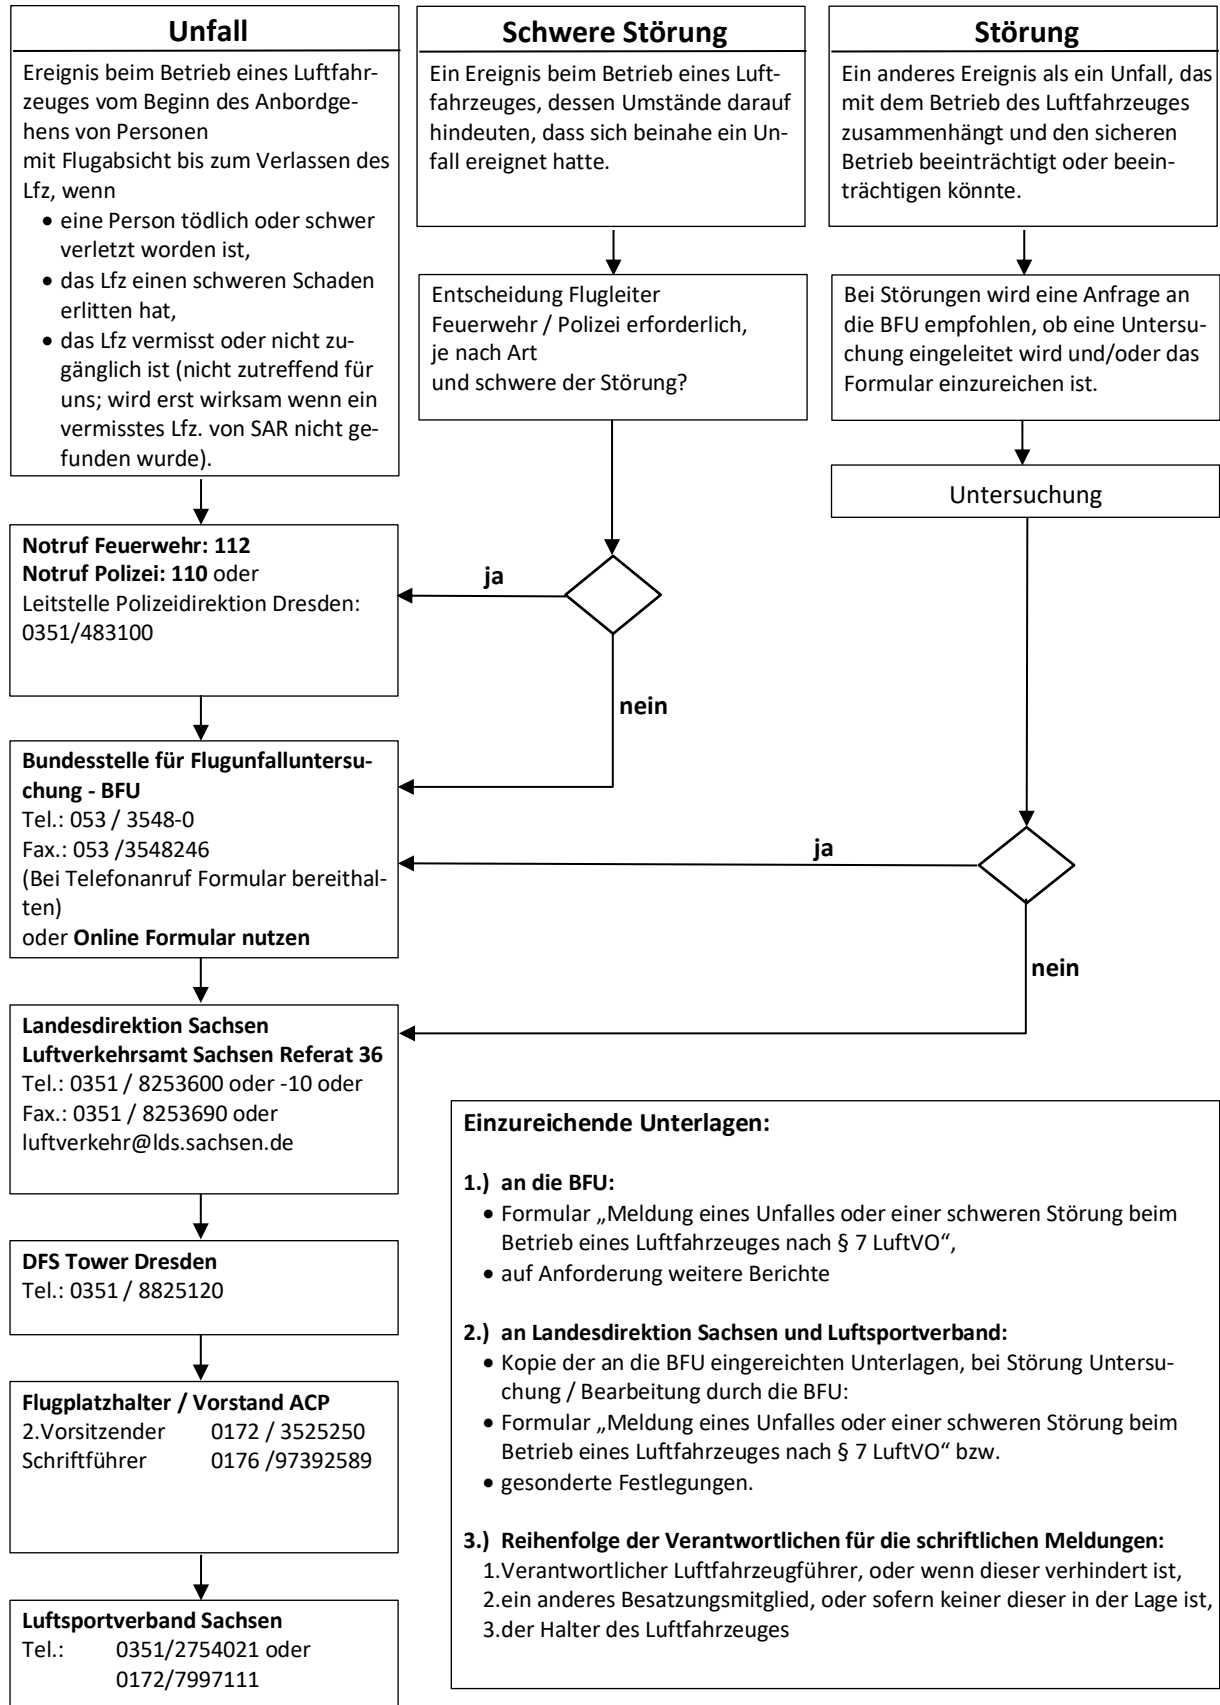 Unfall
Ereignis beim Betrieb eines Luftfahr-
zeuges vom Beginn des Anbordge-
hens von Personen
mit Flugabsicht bis zum Verlassen des
Lfz, wenn
• eine Person tödlich oder schwer
verletzt worden ist,
• das Lfz einen schweren Schaden
erlitten hat,
• das Lfz vermisst oder nicht zu-
gänglich ist (nicht zutreffend für
uns; wird erst wirksam wenn ein
vermisstes Lfz. von SAR nicht ge-
funden wurde).
Schwere Störung
Ein Ereignis beim Betrieb eines Luft-
fahrzeuges, dessen Umstände darauf
hindeuten, dass sich beinahe ein Un-
fall ereignet hatte.
Störung
Ein anderes Ereignis als ein Unfall, das
mit dem Betrieb des Luftfahrzeuges
zusammenhängt und den sicheren
Betrieb beeinträchtigt oder beein-
trächtigen könnte.
Entscheidung Flugleiter
Feuerwehr / Polizei erforderlich,
je nach Art
und schwere der Störung?
Bei Störungen wird eine Anfrage an
die BFU empfohlen, ob eine Untersu-
chung eingeleitet wird und/oder das
Formular einzureichen ist.
Untersuchung
Notruf Feuerwehr: 112
Notruf Polizei: 110 oder
Leitstelle Polizeidirektion Dresden:
0351/483100
ja
nein
Bundesstelle für Flugunfalluntersu-
chung - BFU
Tel.: 053 / 3548-0
Fax.: 053 /3548246
(Bei Telefonanruf Formular bereithal-
ten)
oder Online Formular nutzen
ja
nein
Landesdirektion Sachsen
Luftverkehrsamt Sachsen Referat 36
Tel.: 0351 / 8253600 oder -10 oder
Fax.: 0351 / 8253690 oder
luftverkehr@lds.sachsen.de
DFS Tower Dresden
Tel.: 0351 / 8825120
Flugplatzhalter / Vorstand ACP
2.Vorsitzender 0172 / 3525250
Schriftführer 0176 /97392589
Luftsportverband Sachsen
Tel.: 0351/2754021 oder
0172/7997111
Einzureichende Unterlagen:
1.) an die BFU:
• Formular „Meldung eines Unfalles oder einer schweren Störung beim
Betrieb eines Luftfahrzeuges nach § 7 LuftVO“,
• auf Anforderung weitere Berichte
2.) an Landesdirektion Sachsen und Luftsportverband:
• Kopie der an die BFU eingereichten Unterlagen, bei Störung Untersu-
chung / Bearbeitung durch die BFU:
• Formular „Meldung eines Unfalles oder einer schweren Störung beim
Betrieb eines Luftfahrzeuges nach § 7 LuftVO“ bzw.
• gesonderte Festlegungen.
3.) Reihenfolge der Verantwortlichen für die schriftlichen Meldungen:
1.Verantwortlicher Luftfahrzeugführer, oder wenn dieser verhindert ist,
2.ein anderes Besatzungsmitglied, oder sofern keiner dieser in der Lage ist,
3.der Halter des Luftfahrzeuges